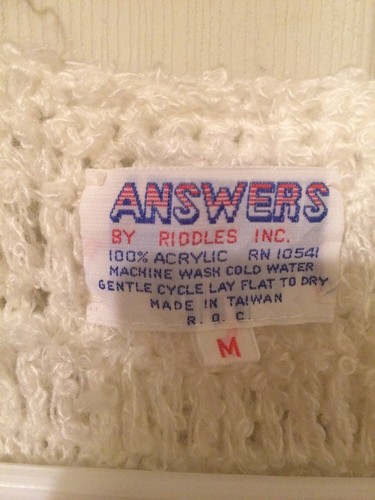 ANSWERS
BY RIDDLES INC.
100% ACRYLIC RN 10541
MACHINE WASH COLD WATER
GENTLE CYCLE LAY FLAT TO DRY
MADE IN TAIWAN
R.O.C.
M